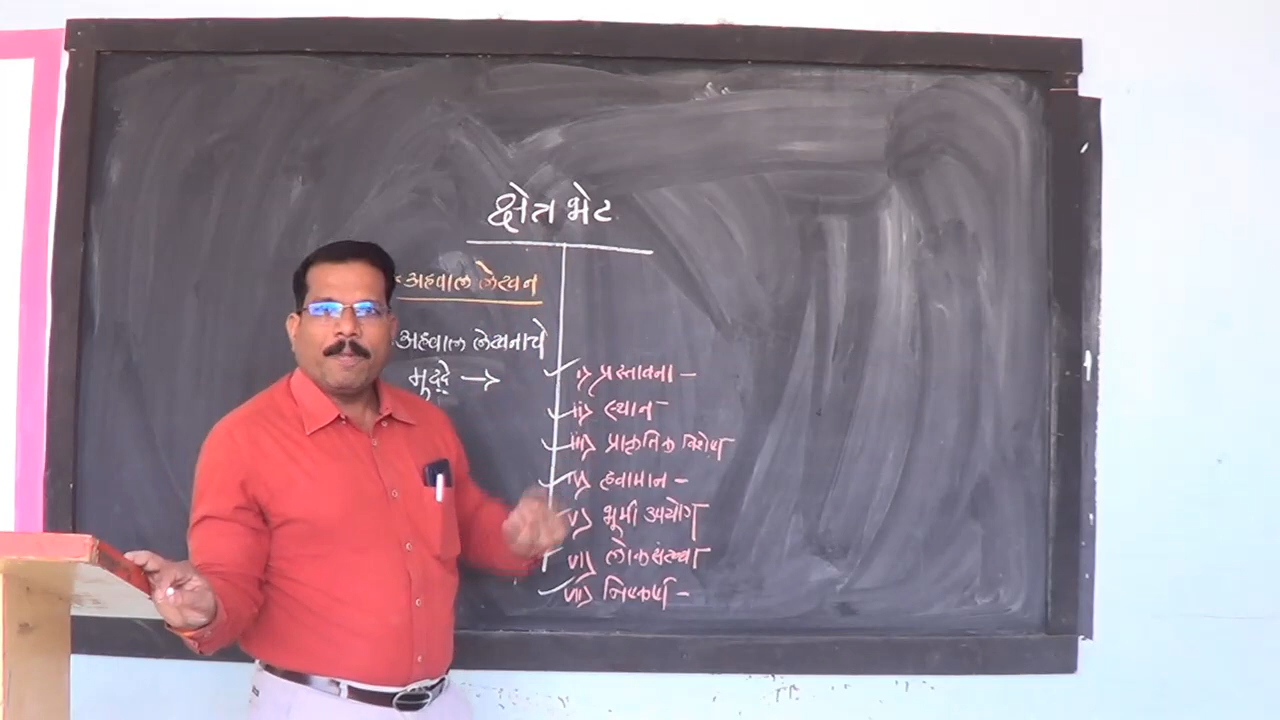 क्षेत्र भेट
अहवाल लेखन
अहवाल लेखनाचे
मुद्दे →
i) प्रस्तावना –
ii) स्थान –
iii) प्राकृतिक विशेष
iv) हवामान –
v) भूमी उपयोग
vi) लोकसंख्या
vii) निष्कर्ष –